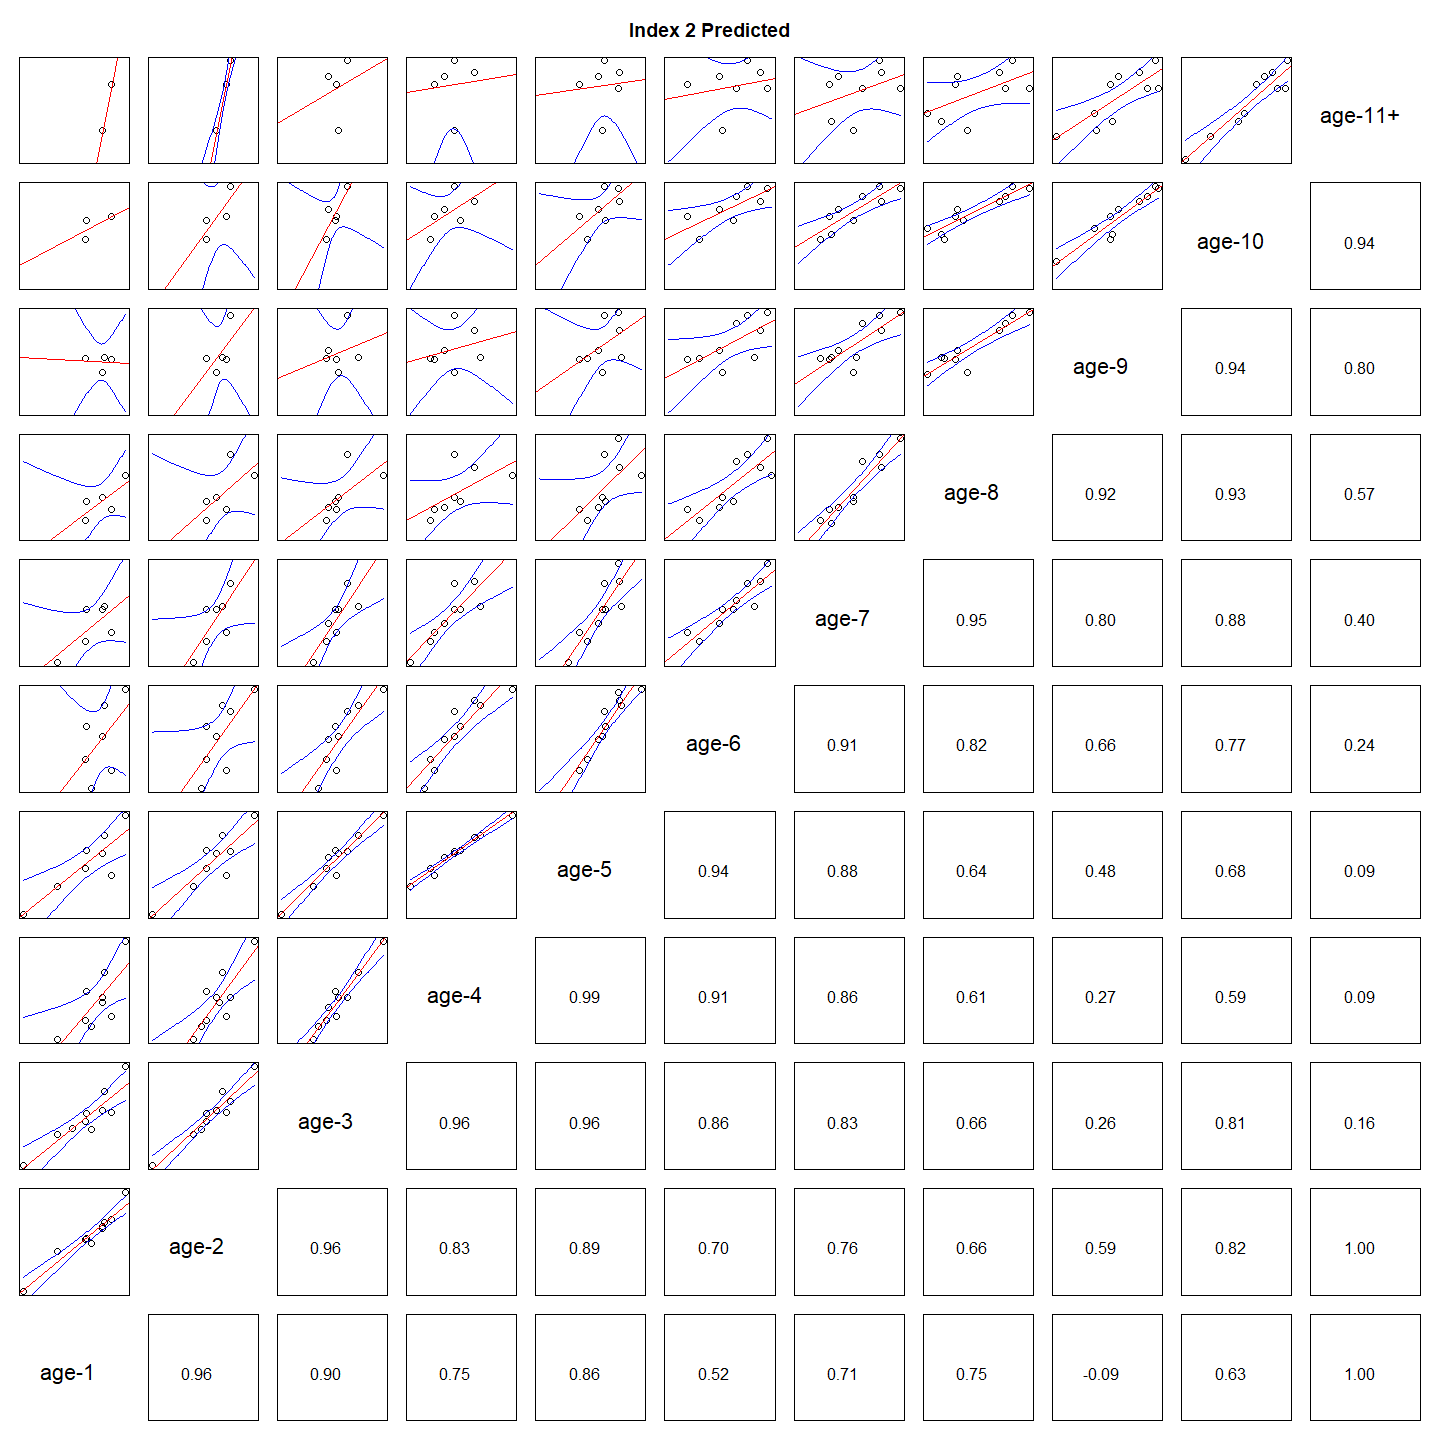 Index 2 Predicted
age-11+
age-10 0.94
age-9 0.94 0.80
age-8 0.92 0.93 0.57
age-7 0.95 0.80 0.88 0.40
age-6 0.91 0.82 0.66 0.77 0.24
age-5 0.94 0.88 0.64 0.48 0.68 0.09
age-4 0.99 0.91 0.86 0.61 0.27 0.59 0.09
age-3 0.96 0.96 0.86 0.83 0.66 0.26 0.81 0.16
age-2 0.96 0.83 0.89 0.70 0.76 0.66 0.59 0.82 1.00
age-1 0.96 0.90 0.75 0.86 0.52 0.71 0.75 -0.09 0.63 1.00